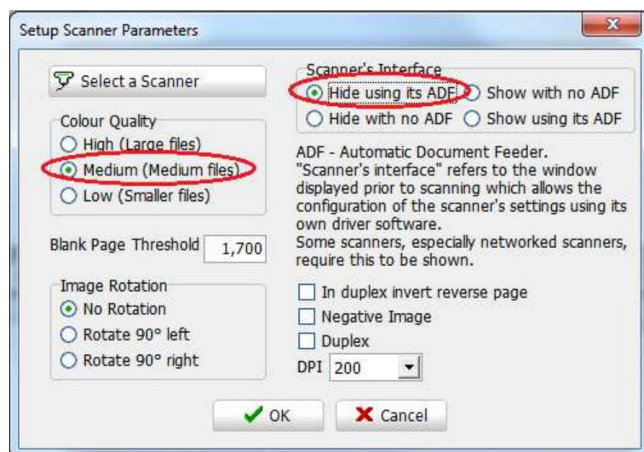 Setup Scanner Parameters
Select a Scanner
Colour Quality
High (Large files)
Medium (Medium files)
Low (Smaller files)
Blank Page Threshold 1,700
Image Rotation
No Rotation
Rotate 90° left
Rotate 90° right
Scanner's Interface
Hide using its ADF Show with no ADF
Hide with no ADF Show using its ADF
ADF - Automatic Document Feeder.
"Scanner's interface" refers to the window
displayed prior to scanning which allows the
configuration of the scanner's settings using its
own driver software.
Some scanners, especially networked scanners,
require this to be shown.
In duplex invert reverse page
Negative Image
Duplex
DPI 200
OK Cancel